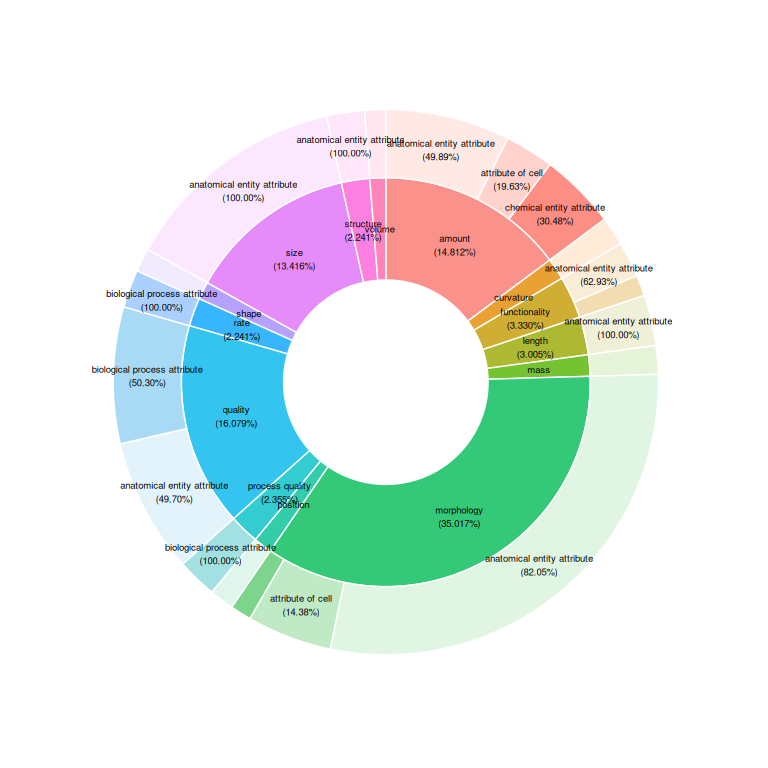 anatomical entity attribute
(100.00%)
anatomical entity attribute
(49.89%)
attribute of cell
(19.63%)
anatomical entity attribute
(100.00%)
chemical entity attribute
(30.48%)
structure
(2.241%)
volume
amount
(14.812%)
size
(13.416%)
anatomical entity attribute
(62.93%)
biological process attribute
(100.00%)
curvature
functionality
(3.330%)
shape
rate
(2.241%)
anatomical entity attribute
(100.00%)
length
(3.005%)
mass
biological process attribute
(50.30%)
quality
(16.079%)
anatomical entity attribute
(49.70%)
process quality
(2.355%)
position
morphology
(35.017%)
biological process attribute
(100.00%)
anatomical entity attribute
(82.05%)
attribute of cell
(14.38%)